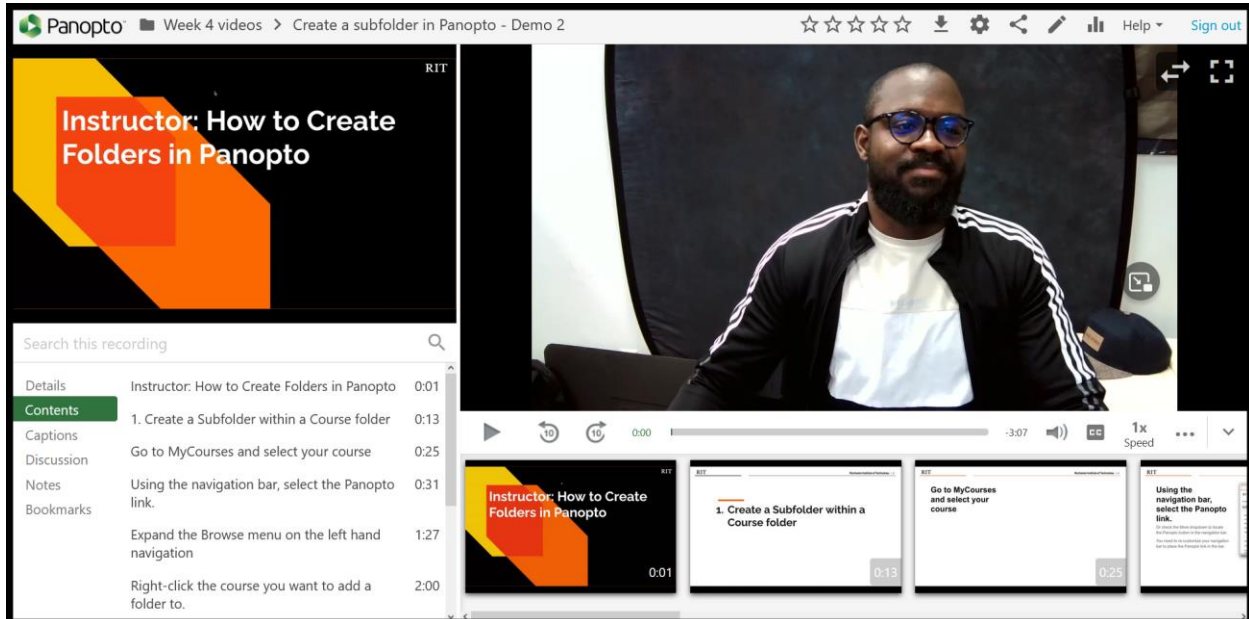 Panopto
Week 4 videos > Create a subfolder in Panopto - Demo 2
Help
Sign out
RIT
Instructor: How to Create
Folders in Panopto
Search this recording
Details
Contents
Captions
Discussion
Notes
Bookmarks
Instructor: How to Create Folders in Panopto 0:01
1. Create a Subfolder within a Course folder 0:13
Go to MyCourses and select your course 0:25
Using the navigation bar, select the Panopto 0:31
link.
Expand the Browse menu on the left hand 1:27
navigation
Right-click the course you want to add a 2:00
folder to.
10
10
0:00
-3:07
CC
1x
Speed
RIT
Instructor: How to Create
Folders in Panopto
0:01
RIT
1. Create a Subfolder within a
Course folder
0:13
RIT
Go to MyCourses
and select your
course
0:25
RIT
Using the
navigation bar,
select the Panopto
link.